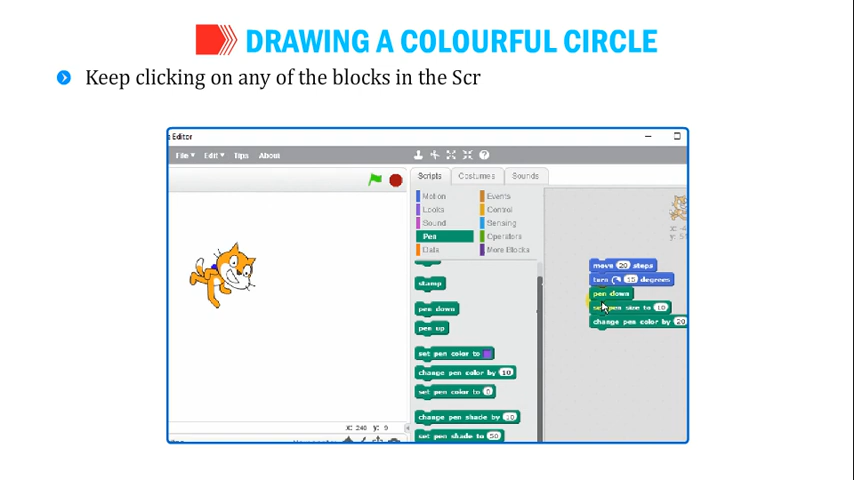 DRAWING A COLOURFUL CIRCLE
Keep clicking on any of the blocks in the Scr
Editor
File Edit Tips About
Scripts Costumes Sounds
Motion Events
Looks Control
Sound Sensing
Pen Operators
Data More Blocks
stamp
pen down
pen up
set pen color to
change pen color by 10
set pen color to 0
change pen shade by 10
set pen shade to 50
move 20 steps
turn 15 degrees
pen down
set pen size to 10
change pen color by 20
x: 240 y: 9